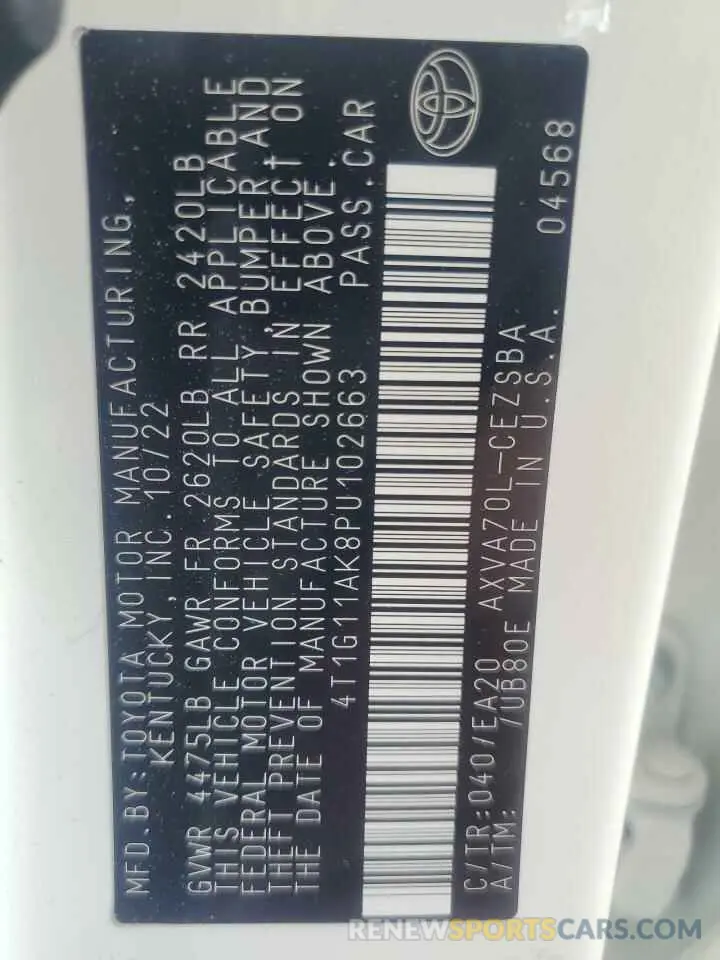 MFD.BY:TOYOTA MOTOR MANUFACTURING,
KENTUCKY, INC. 10/22
GVWR 4475LB GAWR FR 2620LB RR 2420LB
THIS VEHICLE CONFORMS TO ALL APPLICABLE
FEDERAL MOTOR VEHICLE SAFETY, BUMPER, AND
THEFT PREVENTION STANDARDS IN EFFECT ON
THE DATE OF MANUFACTURE SHOWN ABOVE.
4T1G11AK8PU102663 PASS.CAR
C/TR:040/EA20 AXVA70L-CEZSBA
A/TM: /UB80E MADE IN U.S.A. 04568
RENEWSPORTSCARS.COM